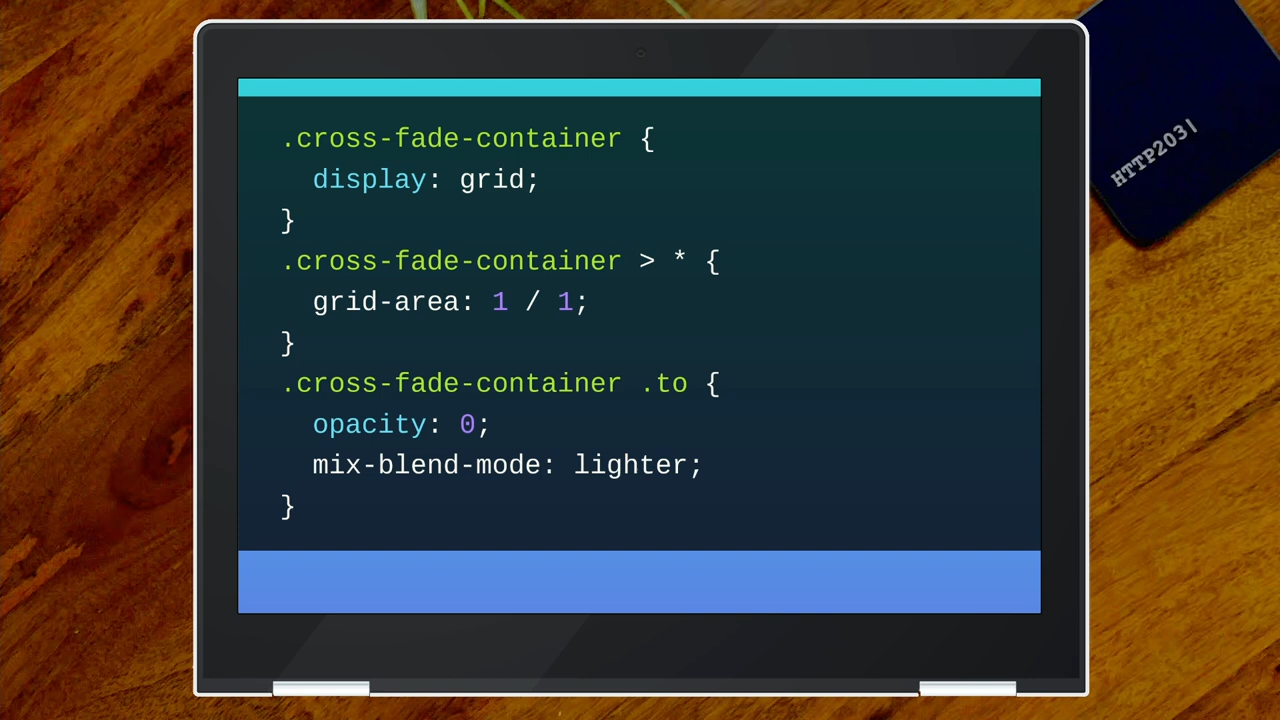 .cross-fade-container {
  display: grid;
}
.cross-fade-container > * {
  grid-area: 1 / 1;
}
.cross-fade-container .to {
  opacity: 0;
  mix-blend-mode: lighter;
}
HTTP203|